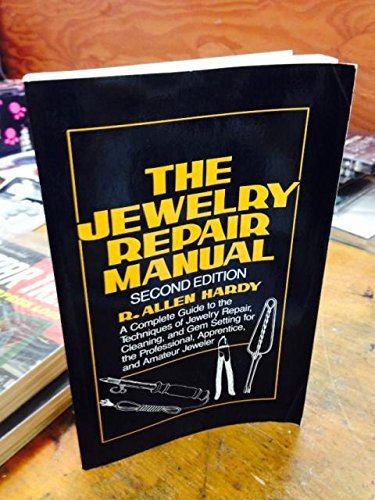 THE
JEWELRY
REPAIR
MANUAL
SECOND EDITION
R. ALLEN HARDY
A Complete Guide to the
Techniques of Jewelry Repair,
Cleaning, and Gem Setting for
the Professional, Apprentice,
and Amateur Jeweler